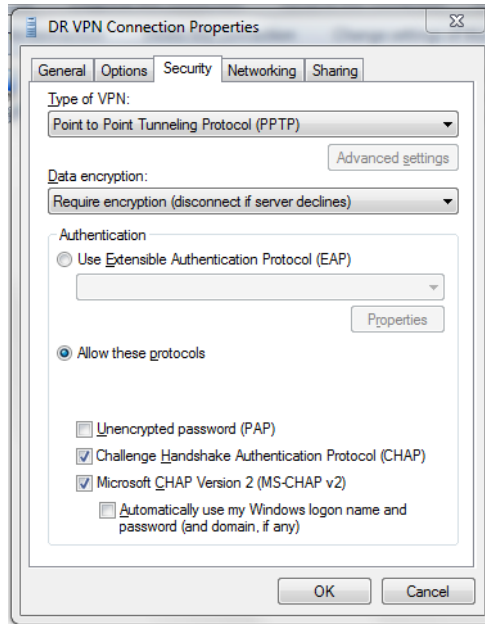 DR VPN Connection Properties
General Options Security Networking Sharing
Type of VPN:
Point to Point Tunneling Protocol (PPTP)
Advanced settings
Data encryption:
Require encryption (disconnect if server declines)
Authentication
Use Extensible Authentication Protocol (EAP)
Properties
Allow these protocols
Unencrypted password (PAP)
Challenge Handshake Authentication Protocol (CHAP)
Microsoft CHAP Version 2 (MS-CHAP v2)
Automatically use my Windows logon name and
password (and domain, if any)
OK Cancel